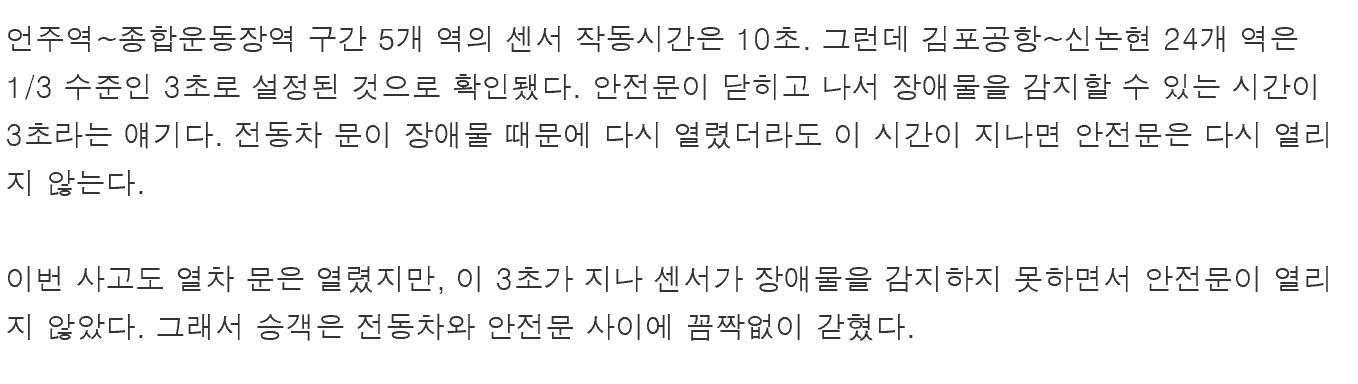 언주역~종합운동장역 구간 5개 역의 센서 작동시간은 10초. 그런데 김포공항~신논현 24개 역은
1/3 수준인 3초로 설정된 것으로 확인됐다. 안전문이 닫히고 나서 장애물을 감지할 수 있는 시간이
3초라는 얘기다. 전동차 문이 장애물 때문에 다시 열렸더라도 이 시간이 지나면 안전문은 다시 열리
지 않는다.
이번 사고도 열차 문은 열렸지만, 이 3초가 지나 센서가 장애물을 감지하지 못하면서 안전문이 열리
지 않았다. 그래서 승객은 전동차와 안전문 사이에 꼼짝없이 갇혔다.